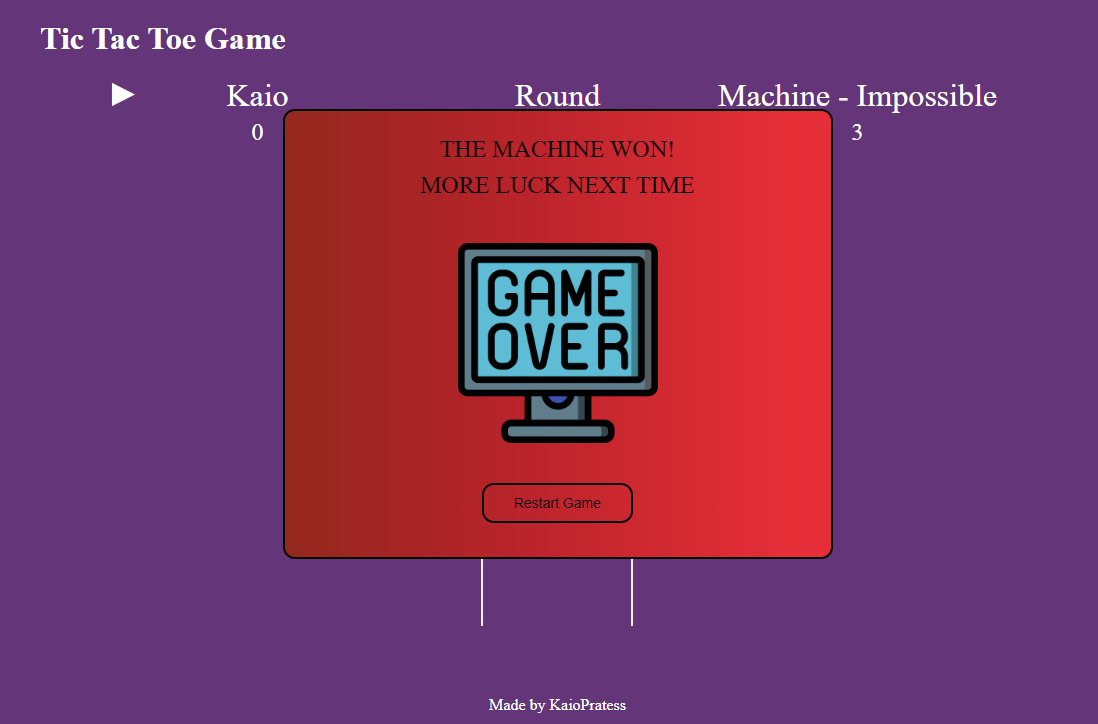 Tic Tac Toe Game
Kaio Round Machine - Impossible
0 3
THE MACHINE WON!
MORE LUCK NEXT TIME
GAME
OVER
Restart Game
Made by KaioPratess